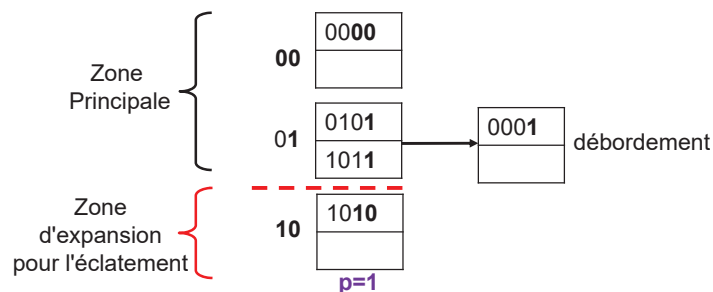 Zone
Principale
00
0000
01
0101
1011
0001
débordement
Zone
d'expansion
pour l'éclatement
10
1010
p=1